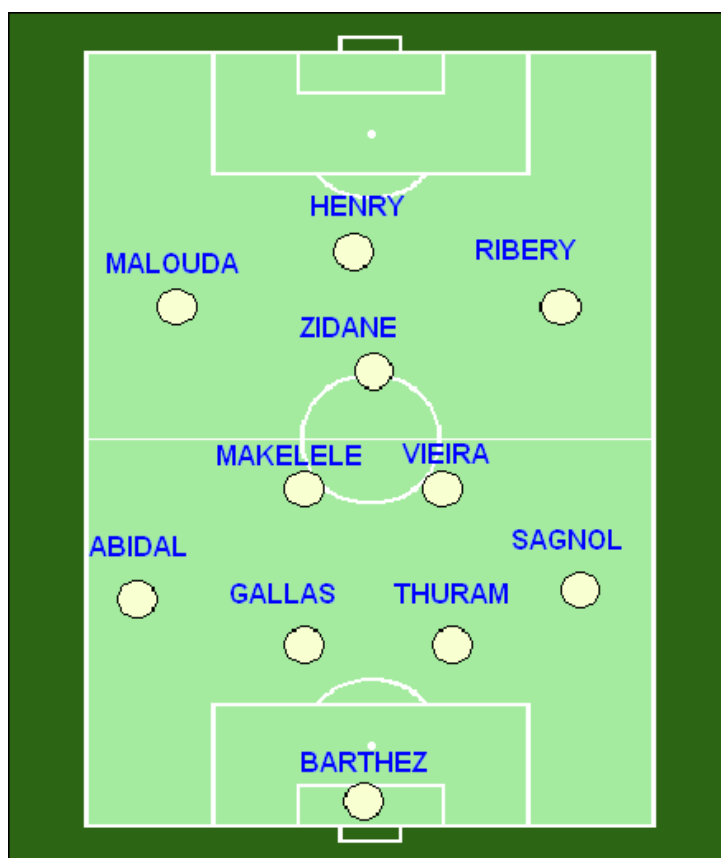 HENRY
MALOUDA
RIBERY
ZIDANE
MAKELELE
VIEIRA
ABIDAL
SAGNOL
GALLAS
THURAM
BARTHEZ